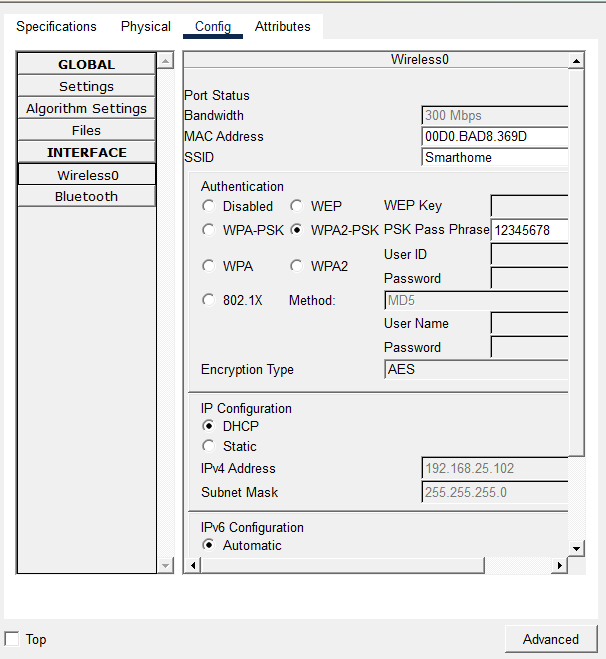 Specifications Physical Config Attributes
GLOBAL
Settings
Algorithm Settings
Files
INTERFACE
Wireless0
Bluetooth
Wireless0
Port Status
Bandwidth 300 Mbps
MAC Address 00D0.BAD8.369D
SSID Smarthome
Authentication
Disabled WEP WEP Key
WPA-PSK WPA2-PSK PSK Pass Phrase 12345678
User ID
Password
WPA WPA2
802.1X Method: MD5
User Name
Password
Encryption Type AES
IP Configuration
DHCP
Static
IPv4 Address 192.168.25.102
Subnet Mask 255.255.255.0
IPv6 Configuration
Automatic
Top Advanced